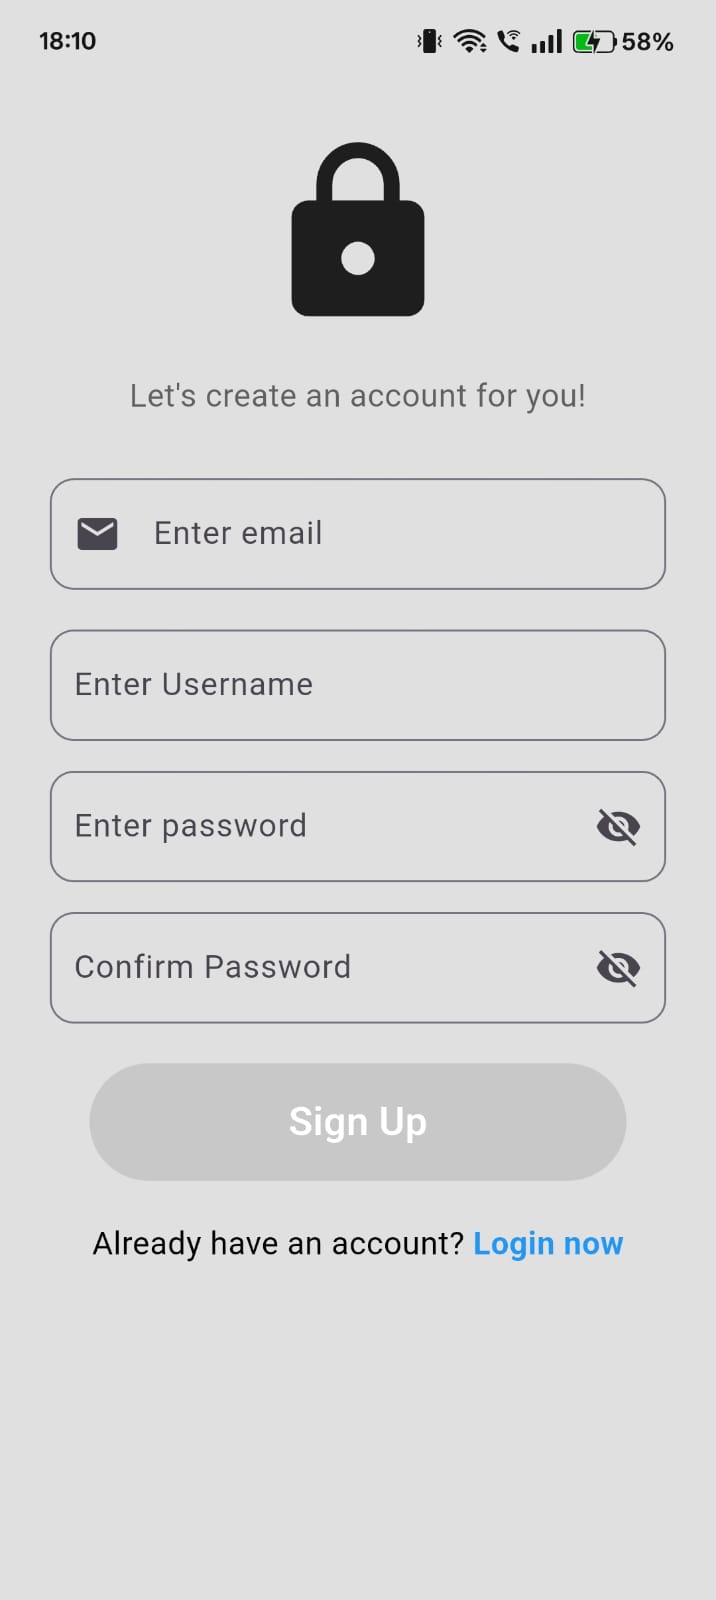 18:10 58%
Let's create an account for you!
Enter email
Enter Username
Enter password
Confirm Password
Sign Up
Already have an account? Login now